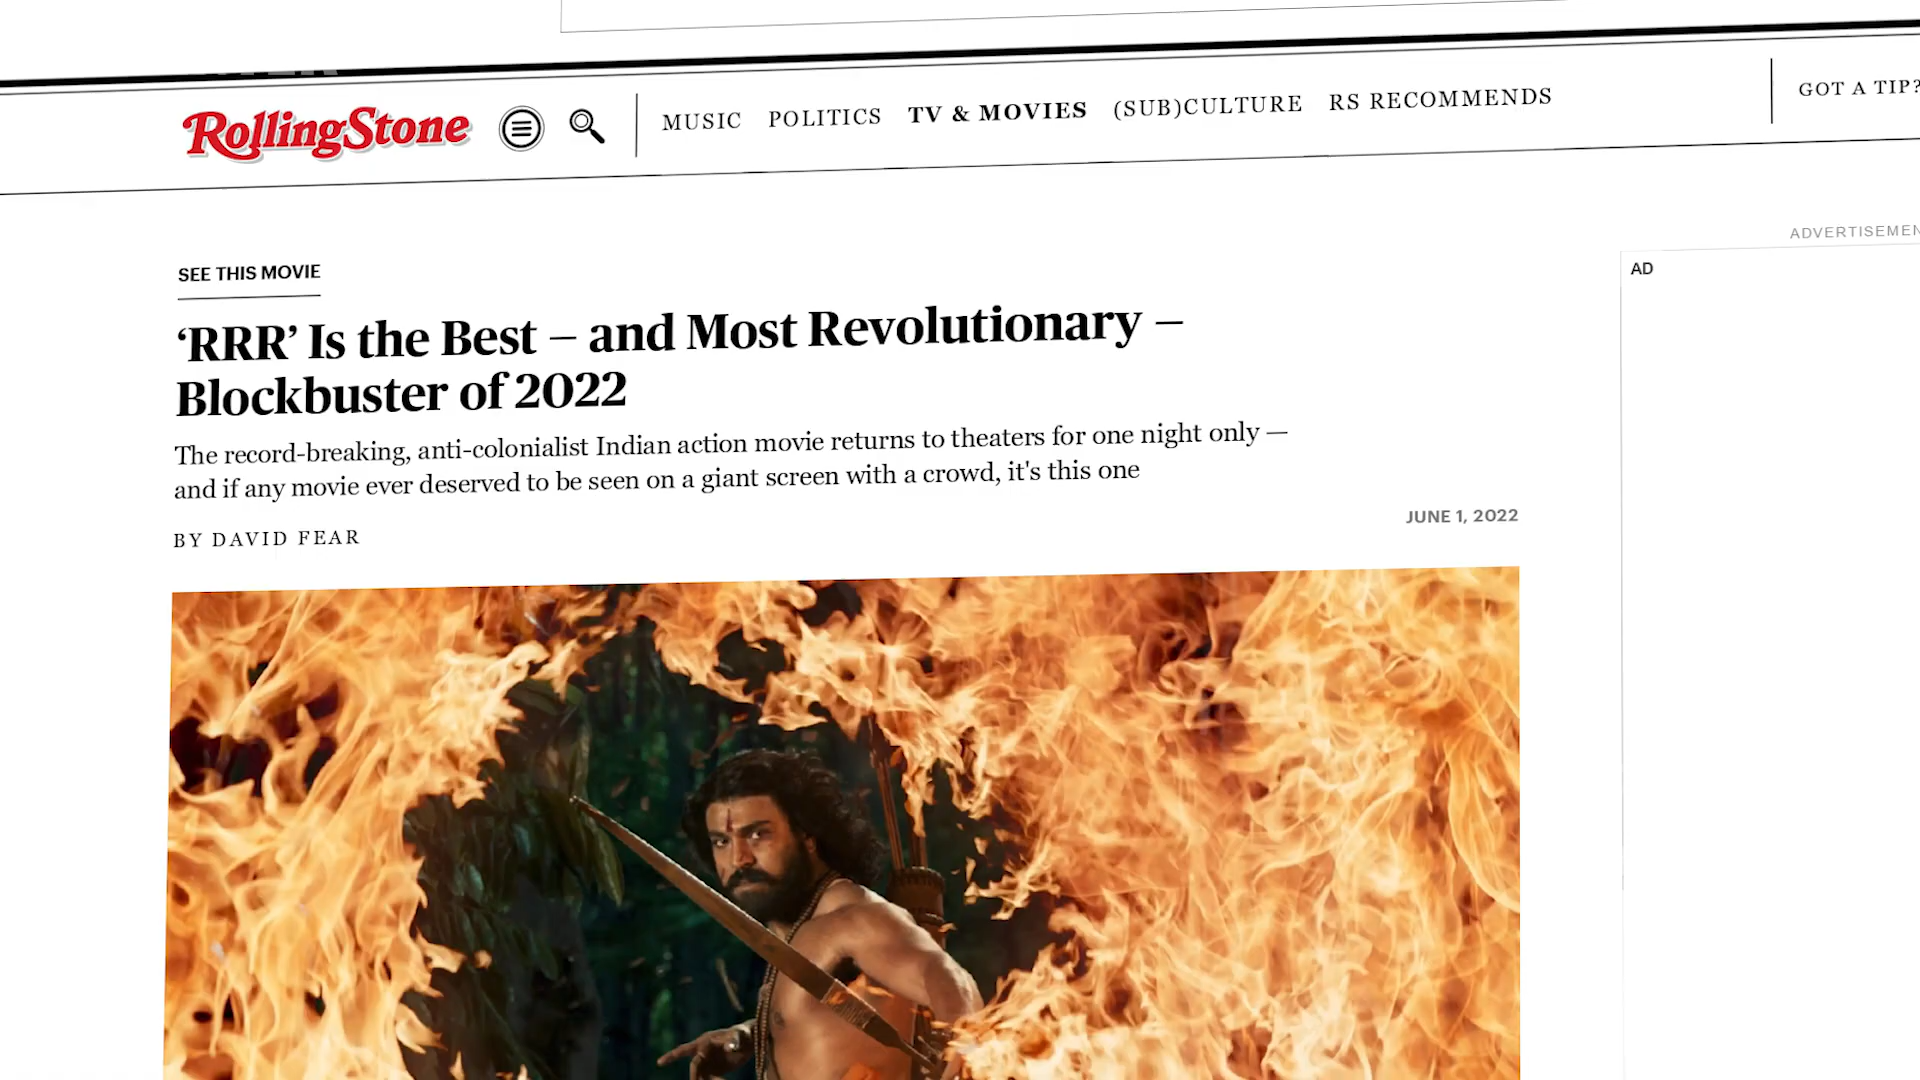 RollingStone
MUSIC POLITICS TV & MOVIES (SUB)CULTURE RS RECOMMENDS
GOT A TIP?
ADVERTISEMEN
AD
SEE THIS MOVIE
‘RRR’ Is the Best – and Most Revolutionary –
Blockbuster of 2022
The record-breaking, anti-colonialist Indian action movie returns to theaters for one night only —
and if any movie ever deserved to be seen on a giant screen with a crowd, it's this one
BY DAVID FEAR
JUNE 1, 2022